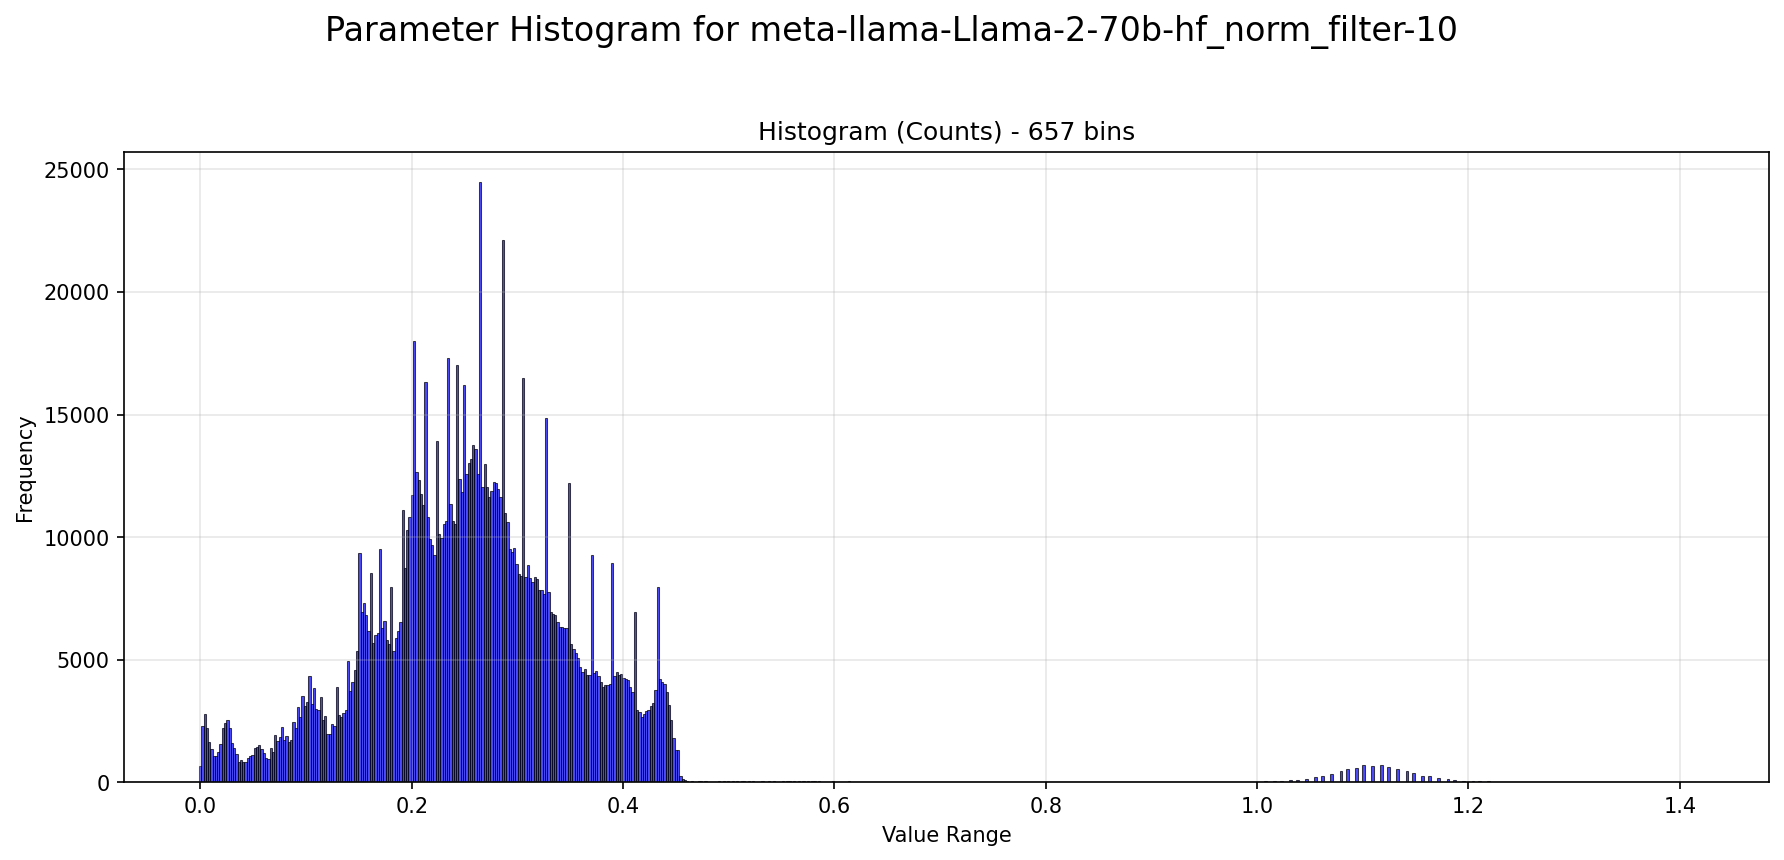 Parameter Histogram for meta-llama-Llama-2-70b-hf_norm_filter-10
Histogram (Counts) - 657 bins
25000
20000
15000
10000
5000
0
Frequency
0.0 0.2 0.4 0.6 0.8 1.0 1.2 1.4
Value Range